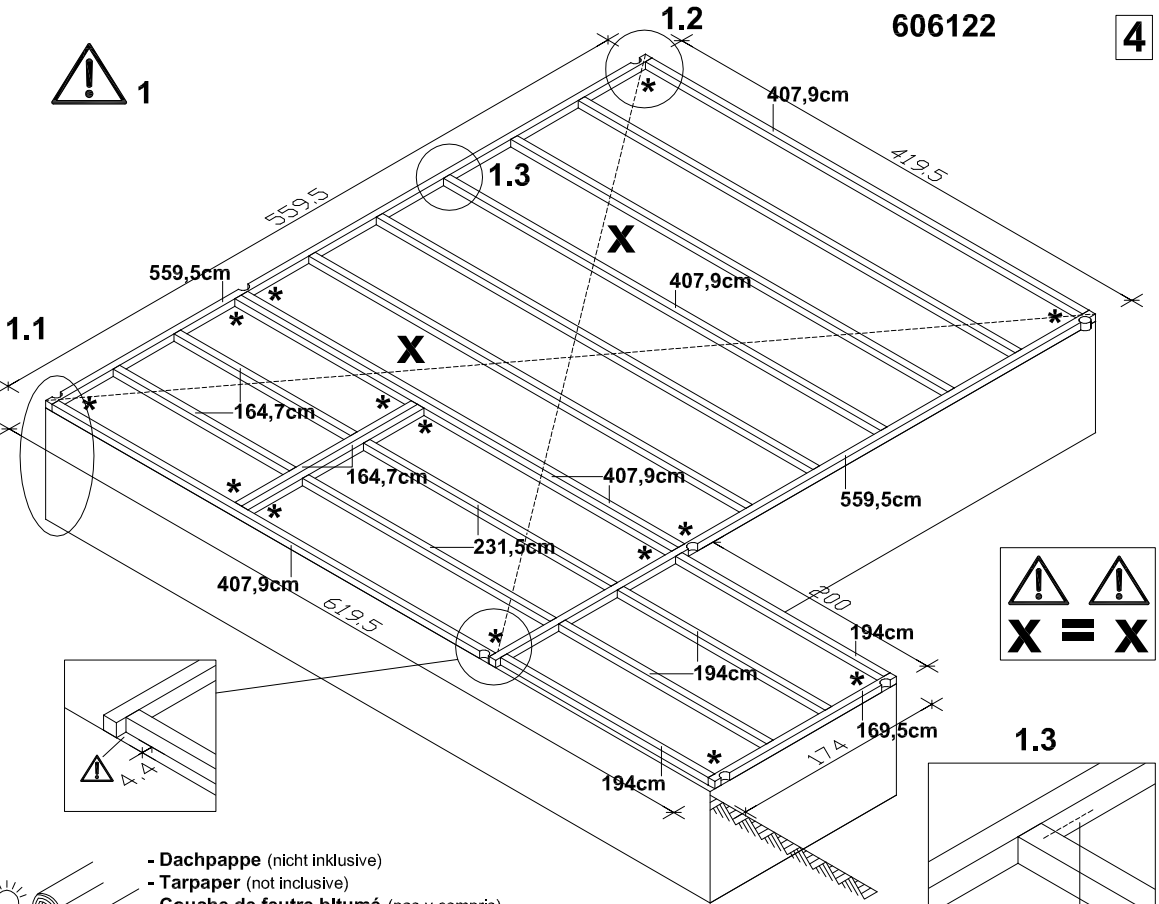 1.2
606122
4
1
407,9cm
419.5
1.3
559.5
X
559,5cm
407,9cm
*
1.1
X
164,7cm
164,7cm
407,9cm
559,5cm
231,5cm
407,9cm
619.5
200
194cm
X = X
194cm
169,5cm
174
1.3
194cm
4.4
- Dachpappe (nicht inklusive)
- Tarpaper (not inclusive)